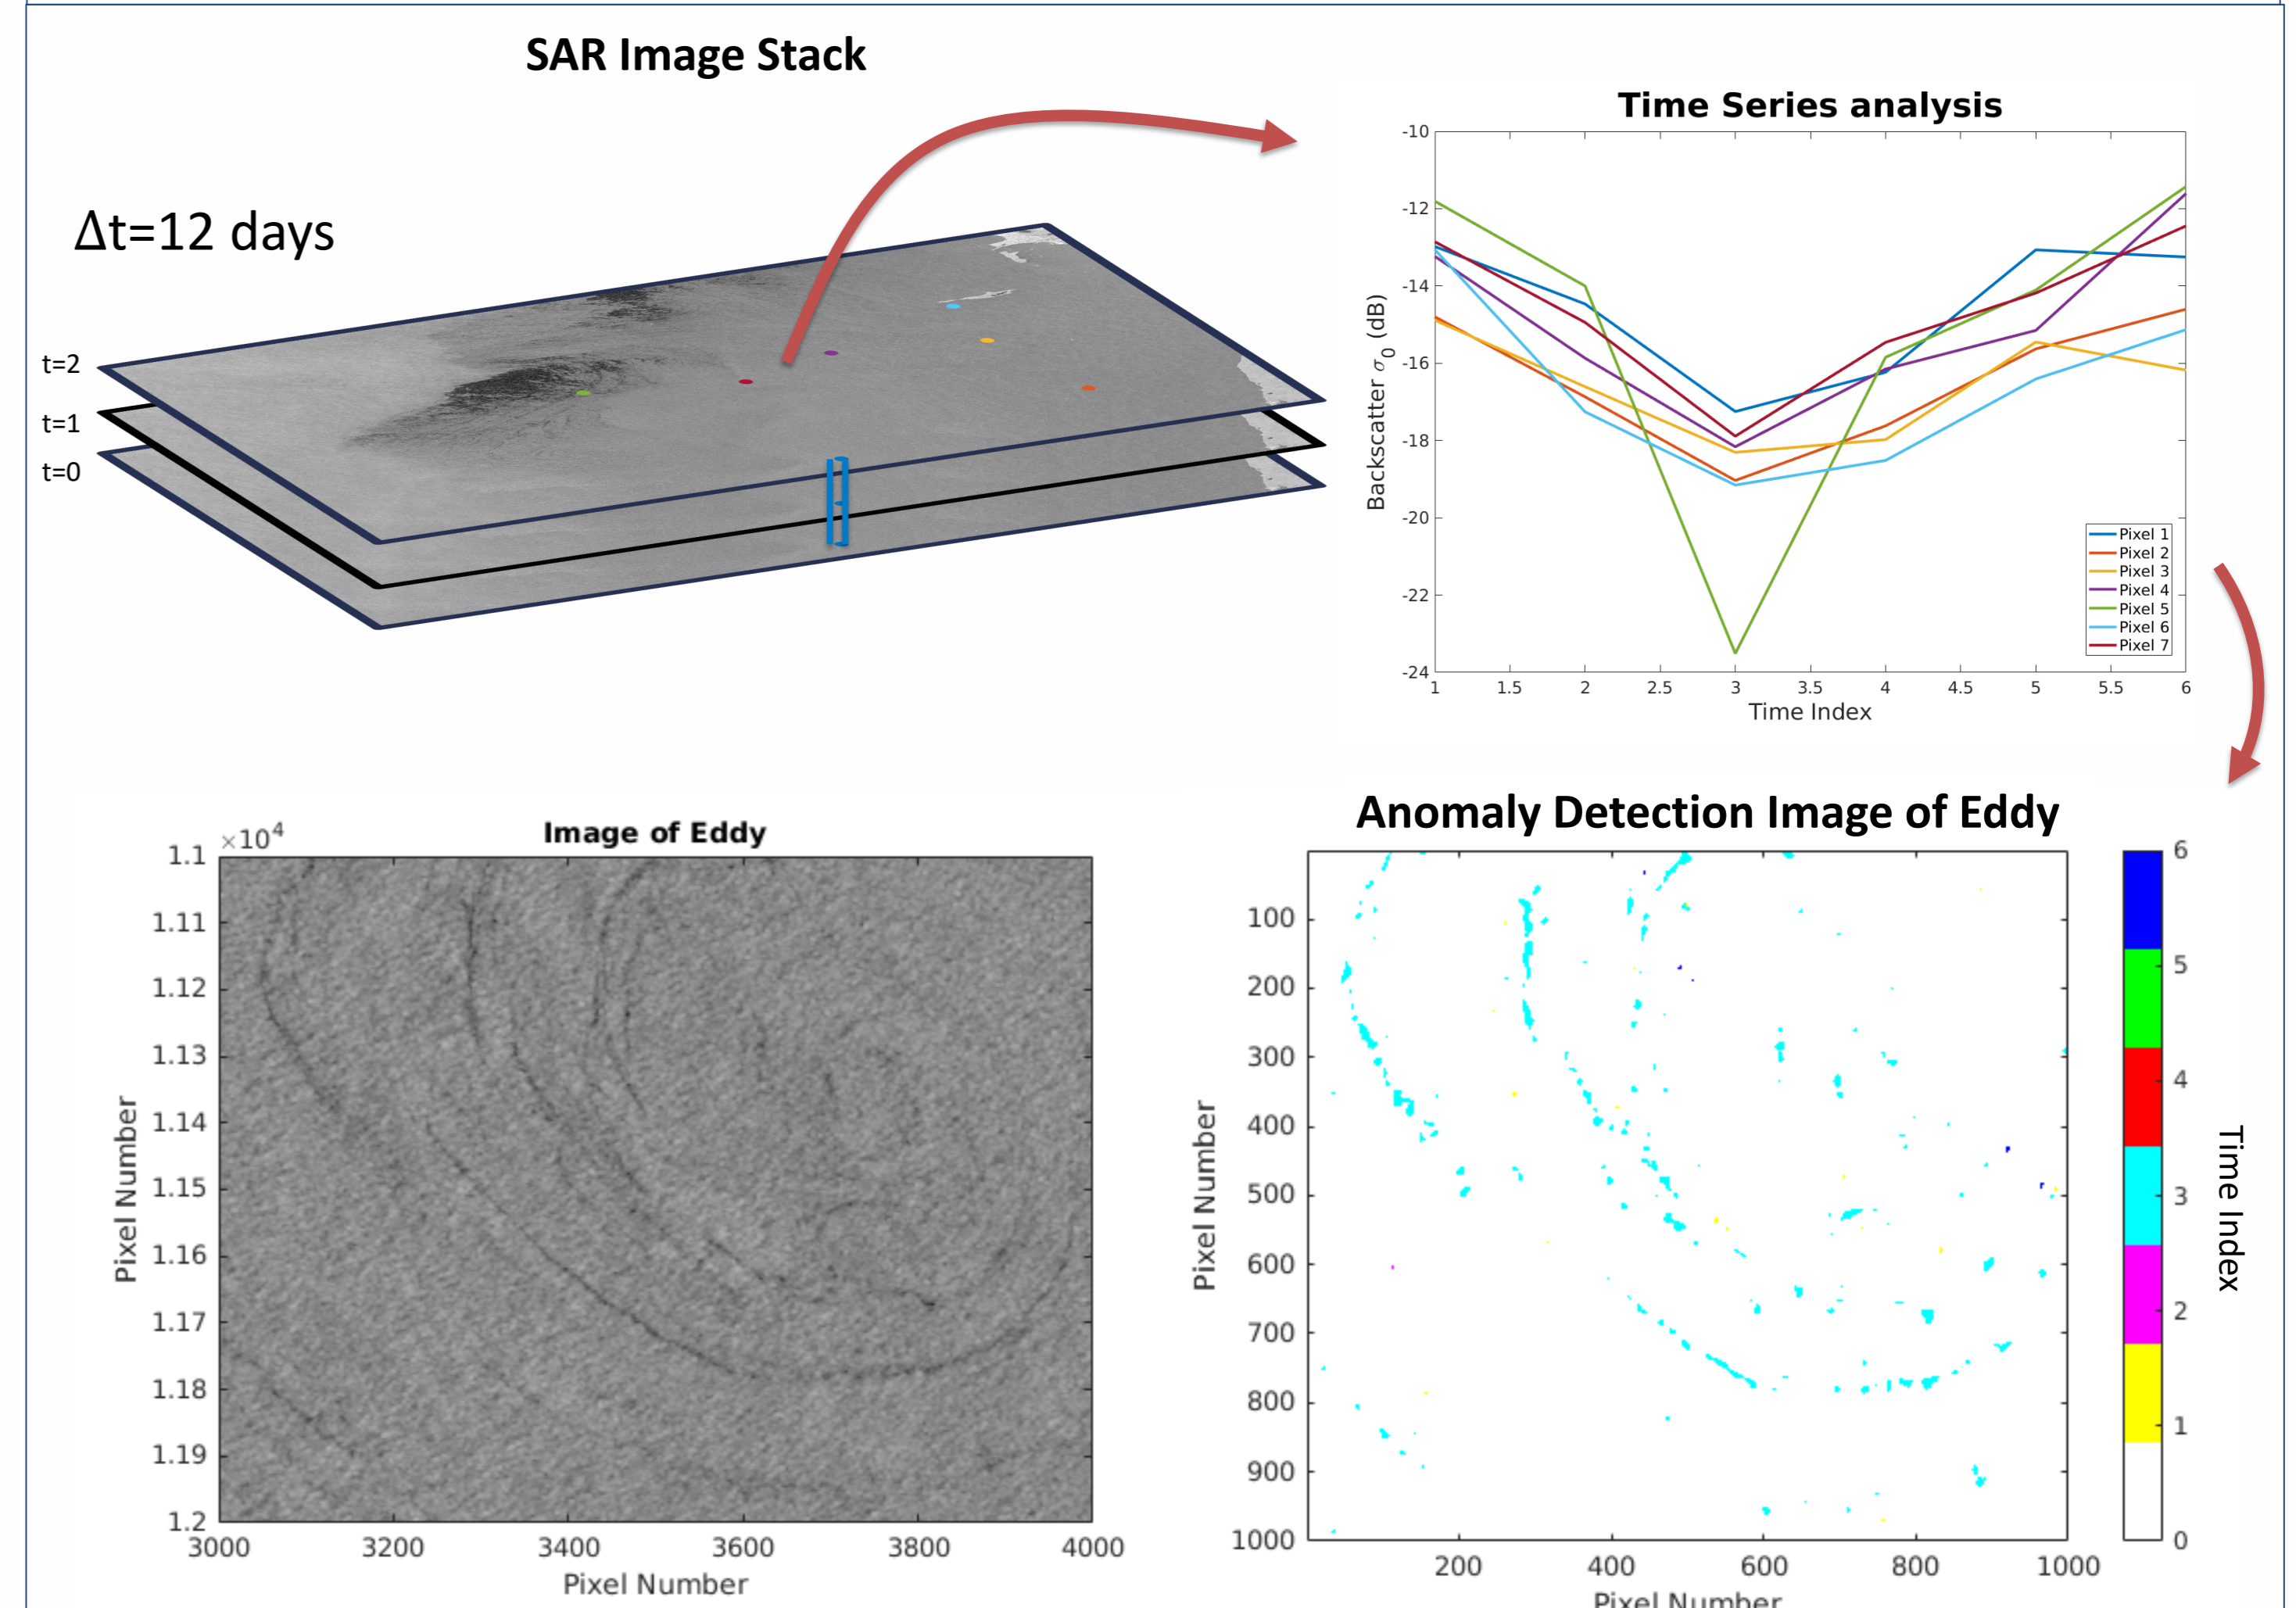 SAR Image Stack
Δt=12 days
t=2
t=1
t=0
Time Series analysis
-10
-12
-14
-16
-18
-20
-22
-24
Backscatter σ0 (dB)
1 1.5 2 2.5 3 3.5 4 4.5 5 5.5 6
Time Index
Pixel 1
Pixel 2
Pixel 3
Pixel 4
Pixel 5
Pixel 6
Pixel 7
Image of Eddy
×10^4
1.1
1.11
1.12
1.13
1.14
1.15
1.16
1.17
1.18
1.19
1.2
Pixel Number
3000 3200 3400 3600 3800 4000
Pixel Number
Anomaly Detection Image of Eddy
100
200
300
400
500
600
700
800
900
1000
Pixel Number
200 400 600 800 1000
Pixel Number
6
5
4
3
2
1
0
Time Index